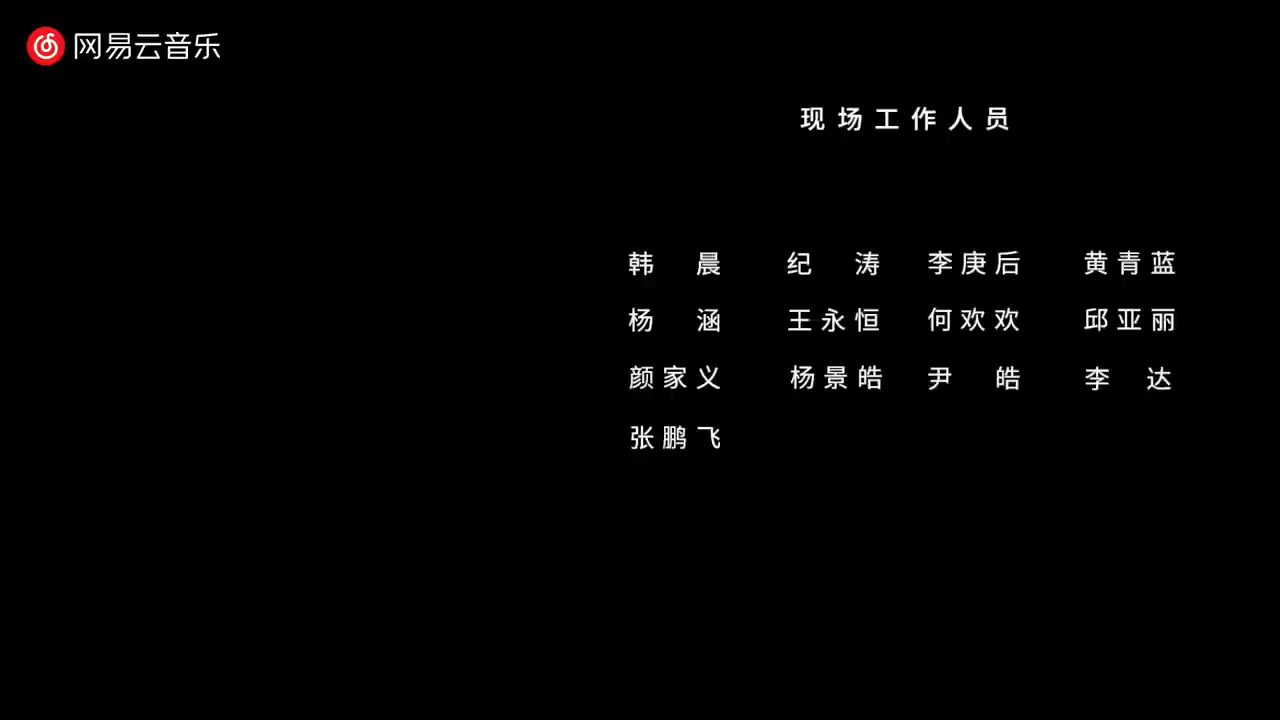 网易云音乐
现场工作人员
韩晨 纪涛 李庚后 黄青蓝
杨涵 王永恒 何欢欢 邱亚丽
颜家义 杨景皓 尹皓 李达
张鹏飞